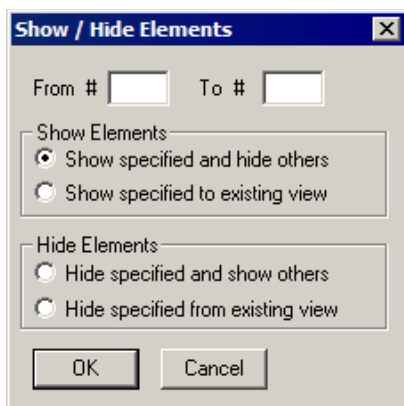 Show / Hide Elements
From # To #
Show Elements
Show specified and hide others
Show specified to existing view
Hide Elements
Hide specified and show others
Hide specified from existing view
OK Cancel